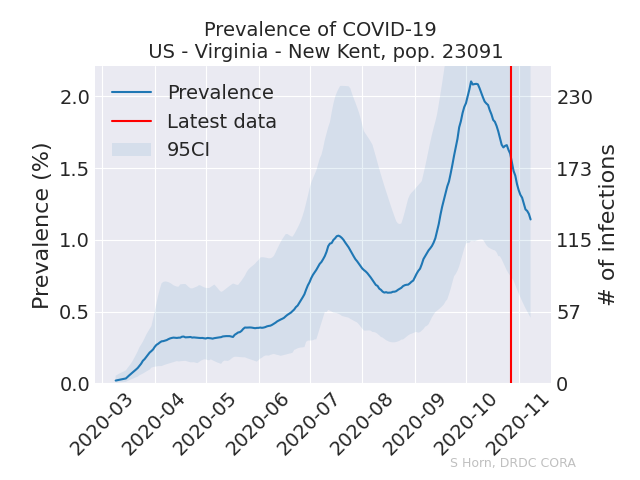 Prevalence of COVID-19
US - Virginia - New Kent, pop. 23091
Prevalence
Latest data
95CI
Prevalence (%)
2.0
1.5
1.0
0.5
0.0
230
173
115
57
0
# of infections
2020-03
2020-04
2020-05
2020-06
2020-07
2020-08
2020-09
2020-10
2020-11
S Horn, DRDC CORA